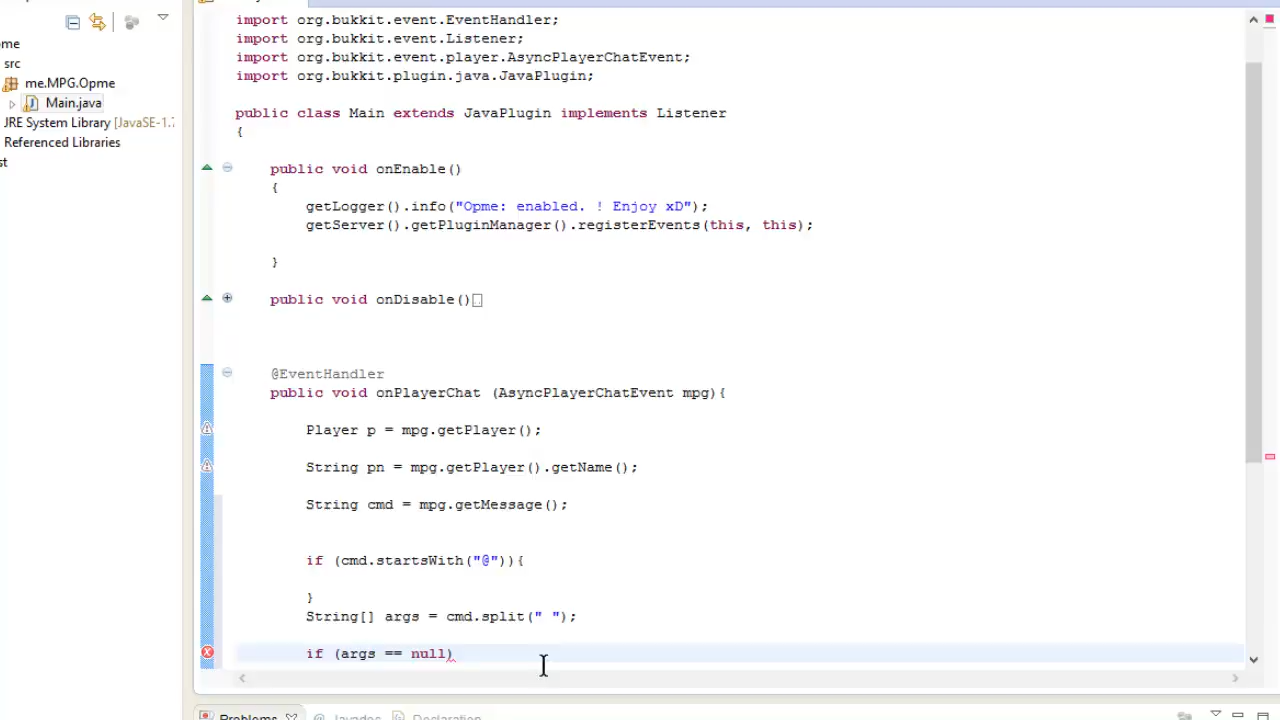 import org.bukkit.event.EventHandler;
import org.bukkit.event.Listener;
import org.bukkit.event.player.AsyncPlayerChatEvent;
import org.bukkit.plugin.java.JavaPlugin;
ome
src
me.MPG.Opme
Main.java
JRE System Library [JavaSE-1.7
Referenced Libraries
st
public class Main extends JavaPlugin implements Listener
{
public void onEnable()
{
getLogger().info("Opme: enabled. ! Enjoy xD");
getServer().getPluginManager().registerEvents(this, this);
}
public void onDisable()
@EventHandler
public void onPlayerChat (AsyncPlayerChatEvent mpg){
Player p = mpg.getPlayer();
String pn = mpg.getPlayer().getName();
String cmd = mpg.getMessage();
if (cmd.startsWith("@")){
}
String[] args = cmd.split(" ");
if (args == null)
Problems @ Javadoc Declaration